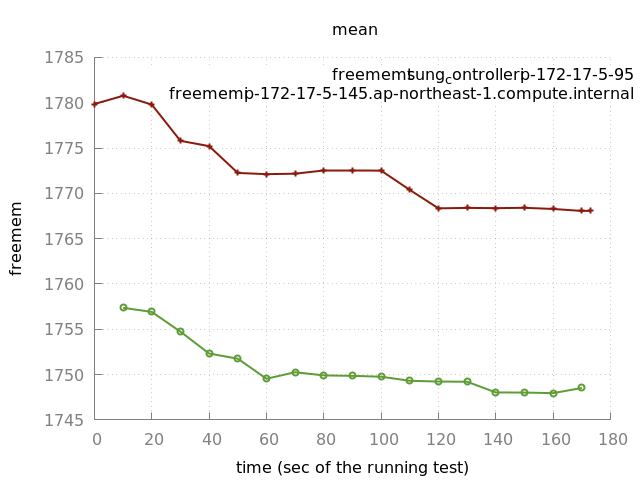 mean
1785
1780
1775
1770
1765
1760
1755
1750
1745
freemem
freememtsung_controllerip-172-17-5-95
freememip-172-17-5-145.ap-northeast-1.compute.internal
0 20 40 60 80 100 120 140 160 180
time (sec of the running test)